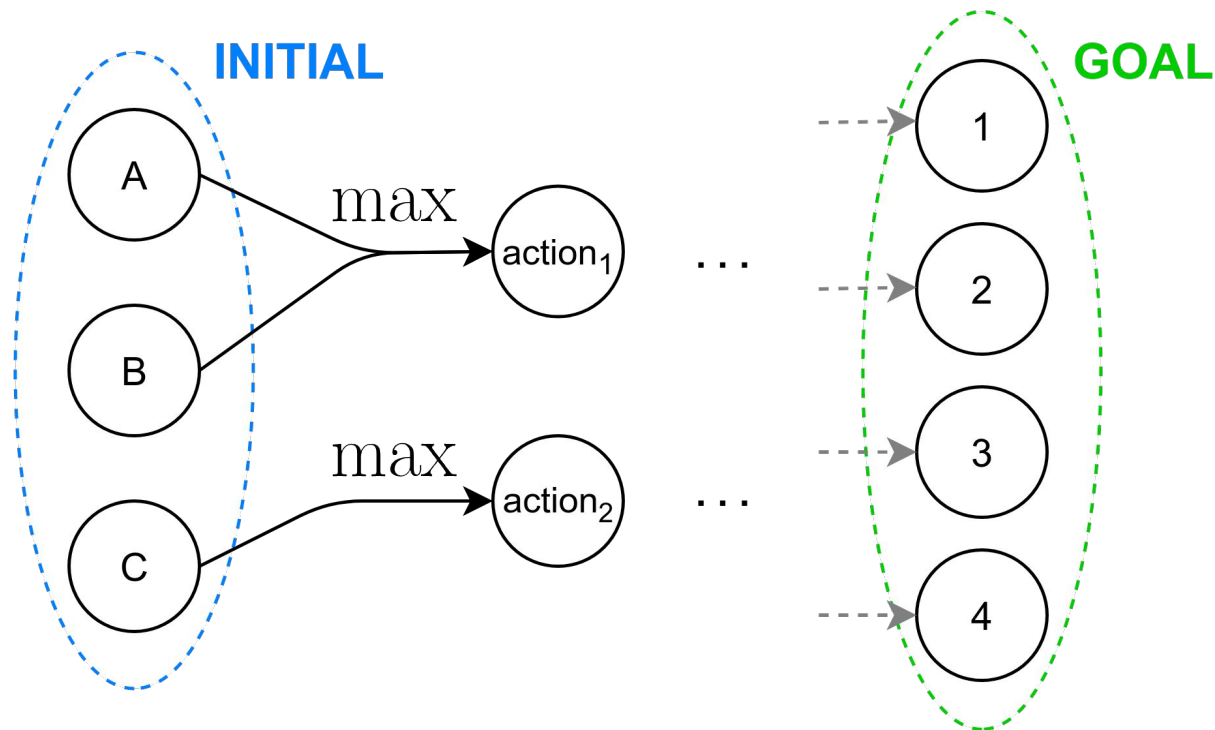 INITIAL
GOAL
A
max
action₁
...
1
B
2
C
max
action₂
...
3
4